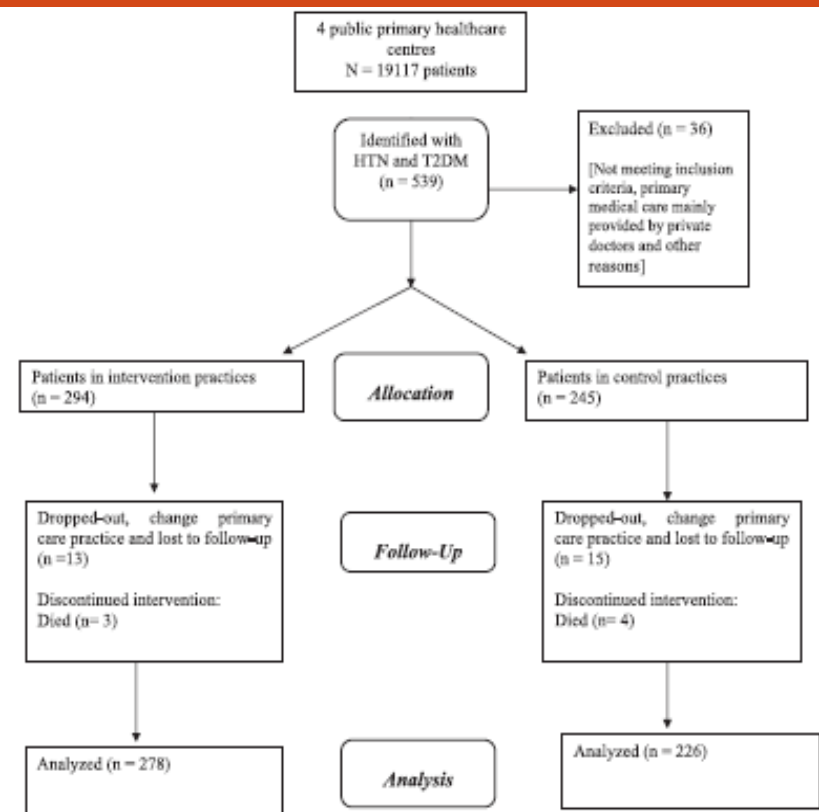 4 public primary healthcare
centres
N = 19117 patients
Identified with
HTN and T2DM
(n = 539)
Excluded (n = 36)
[Not meeting inclusion
criteria, primary
medical care mainly
provided by private
doctors and other
reasons]
Patients in intervention practices
(n = 294)
Allocation
Patients in control practices
(n = 245)
Dropped-out, change primary
care practice and lost to follow-up
(n =13)
Discontinued intervention:
Died (n= 3)
Follow-Up
Dropped-out, change primary
care practice and lost to follow-up
(n = 15)
Discontinued intervention:
Died (n= 4)
Analyzed (n = 278)
Analysis
Analyzed (n = 226)